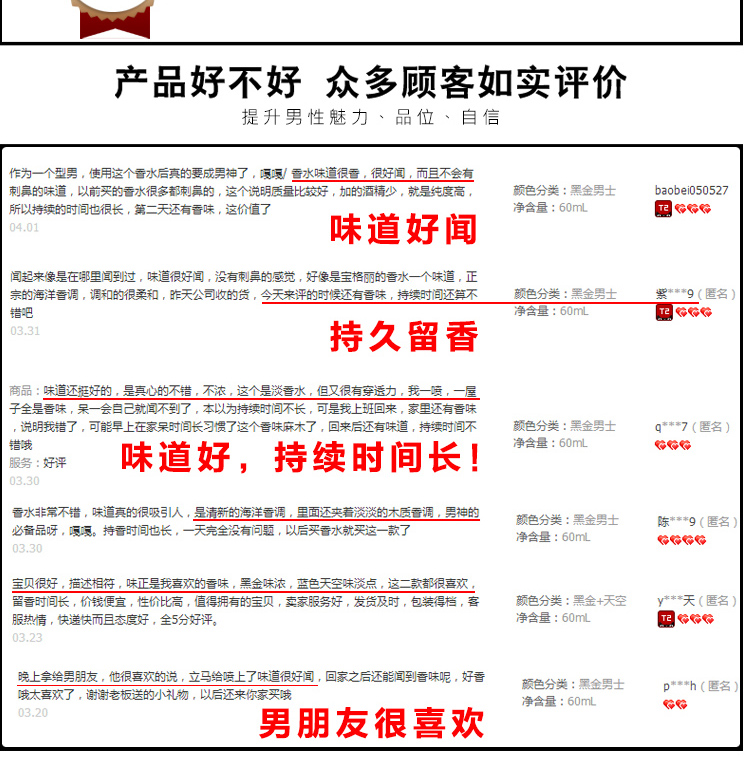 产品好不好 众多顾客如实评价
提升男性魅力、品位、自信
作为一个型男，使用这个香水后真的要成男神了，嘎嘎/ 香水味道很香，很好闻，而且不会有
刺鼻的味道，以前买的香水很多都刺鼻的，这个说明质量比较好，加的酒精少，就是纯度高，
所以持续的时间也很长，第二天还有香味，这价值了
04.01
颜色分类：黑金男士
净含量：60mL
baobei050527
T2
味道好闻
闻起来像是在哪里闻到过，味道很好闻，没有刺鼻的感觉，好像是宝格丽的香水一个味道，正
宗的海洋香调，调和的很柔和，昨天公司收的货，今天来评的时候还有香味，持续时间还算不
错吧
03.31
颜色分类：黑金男士
净含量：60mL
紫***9（匿名）
T2
持久留香
商品：味道还挺好的，是真心的不错，不浓，这个是淡香水，但又很有穿透力，我一喷，一屋
子全是香味，呆一会自己就闻不到了，本以为持续时间不长，可是我上班回来，家里还有香味
，说明我错了，可能早上在家呆时间长习惯了这个香味麻木了，回来后还有味道，持续时间不
错哦
服务：好评
03.30
颜色分类：黑金男士
净含量：60mL
q***7（匿名）
味道好，持续时间长！
香水非常不错，味道真的很吸引人，是清新的海洋香调，里面还夹着淡淡的木质香调，男神的
必备品呀，嘎嘎。持香时间也长，一天完全没有问题，以后买香水就买这一款了
03.30
颜色分类：黑金男士
净含量：60mL
陈***9（匿名）
宝贝很好，描述相符，味正是我喜欢的香味，黑金味浓，蓝色天空味淡点，这二款都很喜欢，
留香时间长，价钱便宜，性价比高，值得拥有的宝贝，卖家服务好，发货及时，包装得档，客
服热情，快递快而且态度好，全5分好评。
03.23
颜色分类：黑金+天空
净含量：60mL
y***天（匿名）
T2
晚上拿给男朋友，他很喜欢的说，立马给喷上了味道很好闻，回家之后还能闻到香味呢，好香
哦太喜欢了，谢谢老板送的小礼物，以后还来你家买哦
03.20
颜色分类：黑金男士
净含量：60mL
p***h（匿名）
男朋友很喜欢